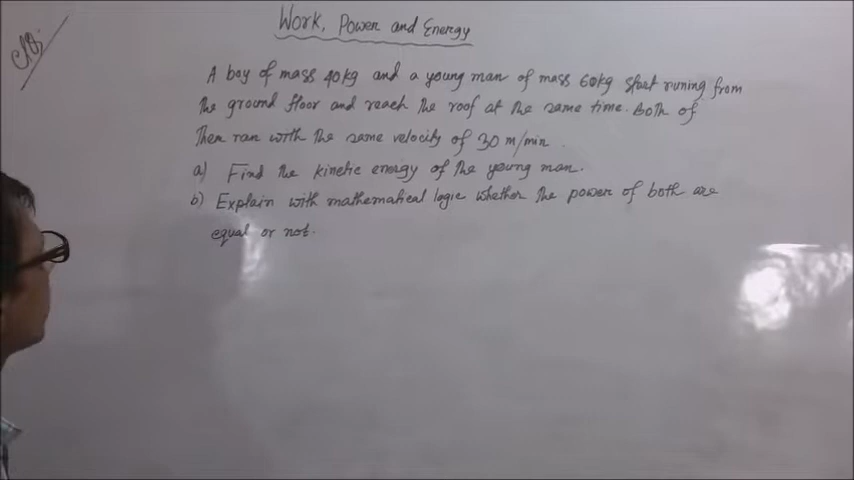 Work, Power and Energy
A boy of mass 40kg and a young man of mass 60kg start runing from
the ground floor and reach the roof at the same time. Both of
Them ran with the same velocity of 30 m/min.
a) Find the kinetic energy of the young man.
b) Explain with mathematical logic whether the power of both are
equal or not.